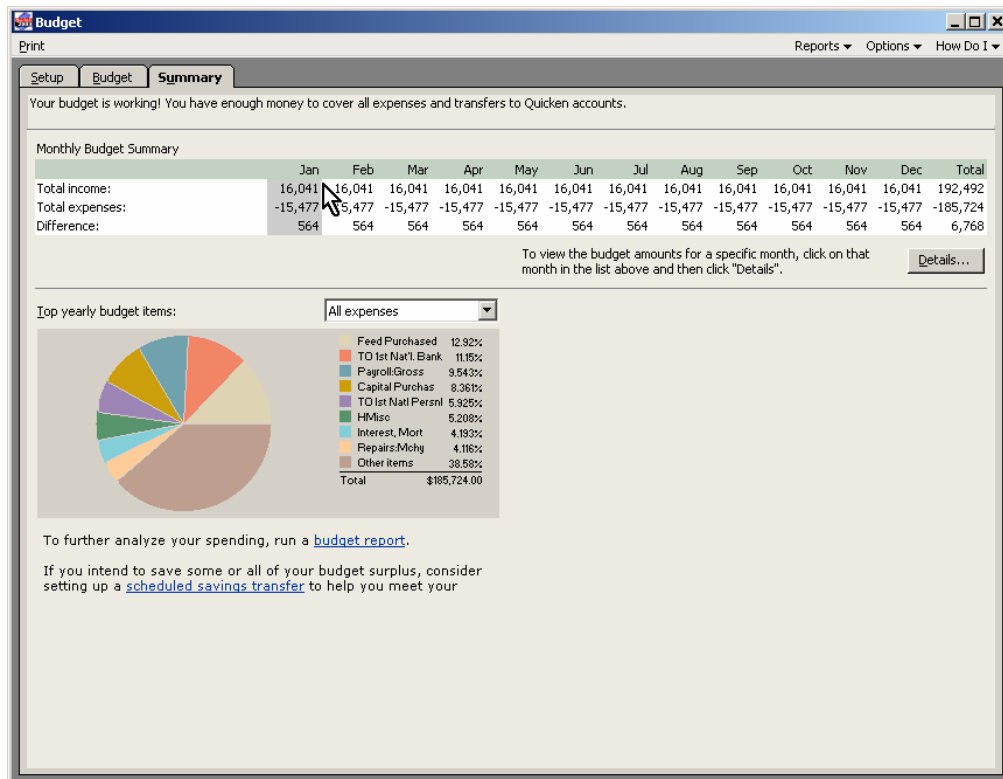 Budget
Print Reports Options How Do I
Setup Budget Summary
Your budget is working! You have enough money to cover all expenses and transfers to Quicken accounts.
Monthly Budget Summary
Jan Feb Mar Apr May Jun Jul Aug Sep Oct Nov Dec Total
Total income: 16,041 16,041 16,041 16,041 16,041 16,041 16,041 16,041 16,041 16,041 16,041 16,041 192,492
Total expenses: -15,477 5,477 -15,477 -15,477 -15,477 -15,477 -15,477 -15,477 -15,477 -15,477 -15,477 -15,477 -185,724
Difference: 564 564 564 564 564 564 564 564 564 564 564 564 6,768
To view the budget amounts for a specific month, click on that
month in the list above and then click "Details".
Details...
Top yearly budget items: All expenses
Feed Purchased 12.92%
TO 1st Nat'l. Bank 11.15%
Payroll:Gross 9.543%
Capital Purchas 8.361%
TO Ist Natl Persnl 5.925%
HMisc 5.208%
Interest, Mort 4.193%
Repairs:Mchy 4.116%
Other items 38.58%
Total $185,724.00
To further analyze your spending, run a budget report.
If you intend to save some or all of your budget surplus, consider
setting up a scheduled savings transfer to help you meet your